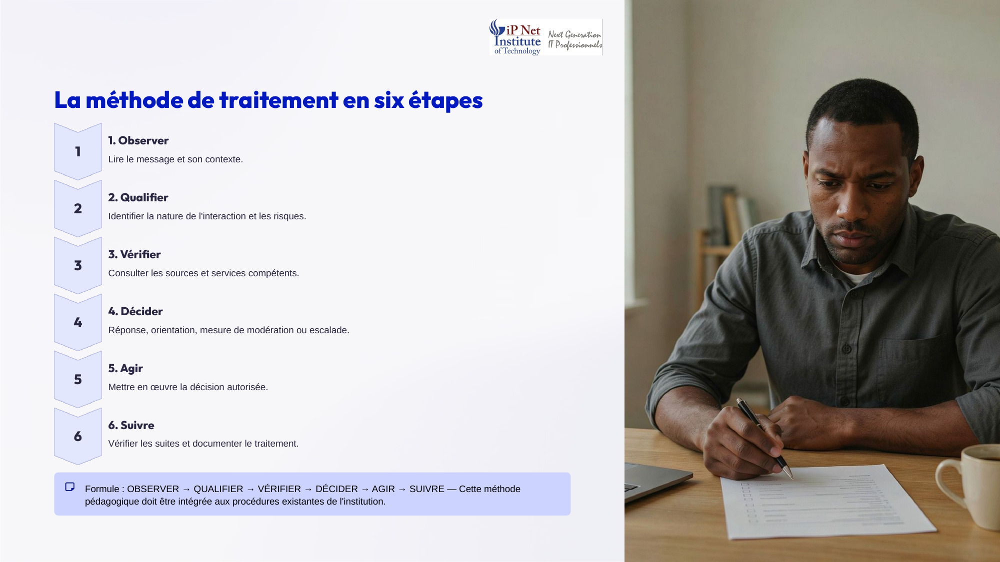 iP Net
Institute
of Technology
Next Generation
IT Professionnels
La méthode de traitement en six étapes
1
1. Observer
Lire le message et son contexte.
2
2. Qualifier
Identifier la nature de l'interaction et les risques.
3
3. Vérifier
Consulter les sources et services compétents.
4
4. Décider
Réponse, orientation, mesure de modération ou escalade.
5
5. Agir
Mettre en œuvre la décision autorisée.
6
6. Suivre
Vérifier les suites et documenter le traitement.
Formule : OBSERVER → QUALIFIER → VÉRIFIER → DÉCIDER → AGIR → SUIVRE — Cette méthode
pédagogique doit être intégrée aux procédures existantes de l'institution.